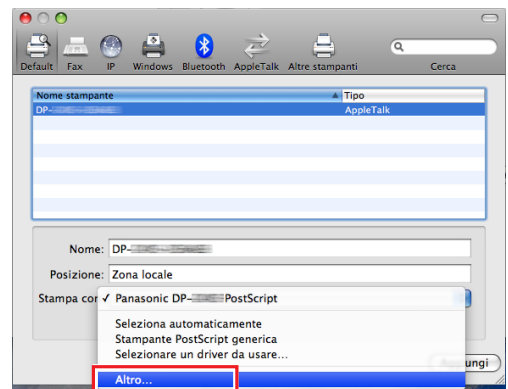 Default Fax IP Windows Bluetooth AppleTalk Altre stampanti Cerca
Nome stampante Tipo
DP- AppleTalk
Nome: DP-
Posizione: Zona locale
Stampa con ✓ Panasonic DP- PostScript
Seleziona automaticamente
Stampante PostScript generica
Selezionare un driver da usare...
Altro...
ungi